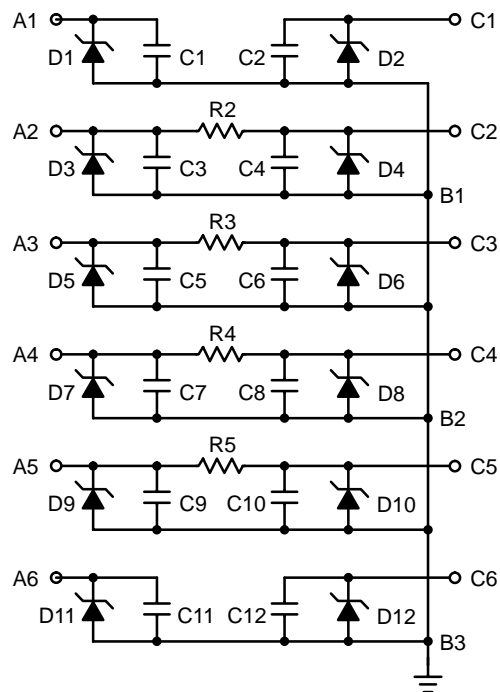 A1 C1
D1 C1 C2 D2
R2
A2 C2
D3 C3 C4 D4
B1
R3
A3 C3
D5 C5 C6 D6
R4
A4 C4
D7 C7 C8 D8
B2
R5
A5 C5
D9 C9 C10 D10
A6 C6
D11 C11 C12 D12
B3